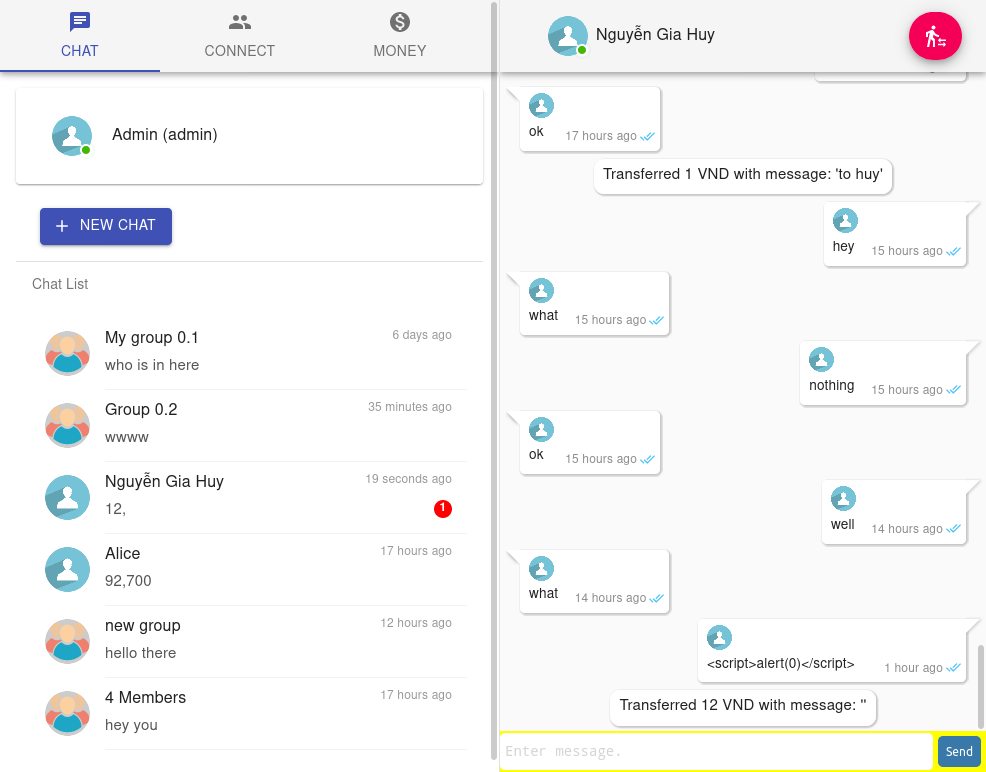 CHAT
CONNECT
MONEY
Admin (admin)
+ NEW CHAT
Chat List
My group 0.1
6 days ago
who is in here
Group 0.2
35 minutes ago
wwww
Nguyễn Gia Huy
19 seconds ago
12,
1
Alice
17 hours ago
92,700
new group
12 hours ago
hello there
4 Members
17 hours ago
hey you
Nguyễn Gia Huy
ok
17 hours ago
Transferred 1 VND with message: 'to huy'
hey
15 hours ago
what
15 hours ago
nothing
15 hours ago
ok
15 hours ago
well
14 hours ago
what
14 hours ago
<script>alert(0)</script>
1 hour ago
Transferred 12 VND with message: ''
Enter message.
Send